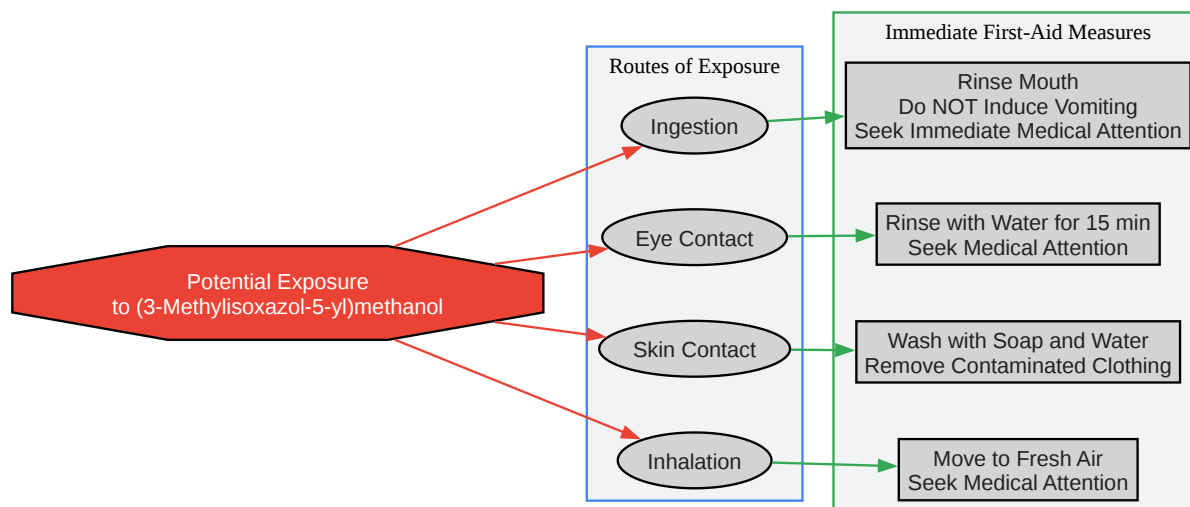 Potential Exposure
to (3-Methylisoxazol-5-yl)methanol
Routes of Exposure
Ingestion
Eye Contact
Skin Contact
Inhalation
Immediate First-Aid Measures
Rinse Mouth
Do NOT Induce Vomiting
Seek Immediate Medical Attention
Rinse with Water for 15 min
Seek Medical Attention
Wash with Soap and Water
Remove Contaminated Clothing
Move to Fresh Air
Seek Medical Attention